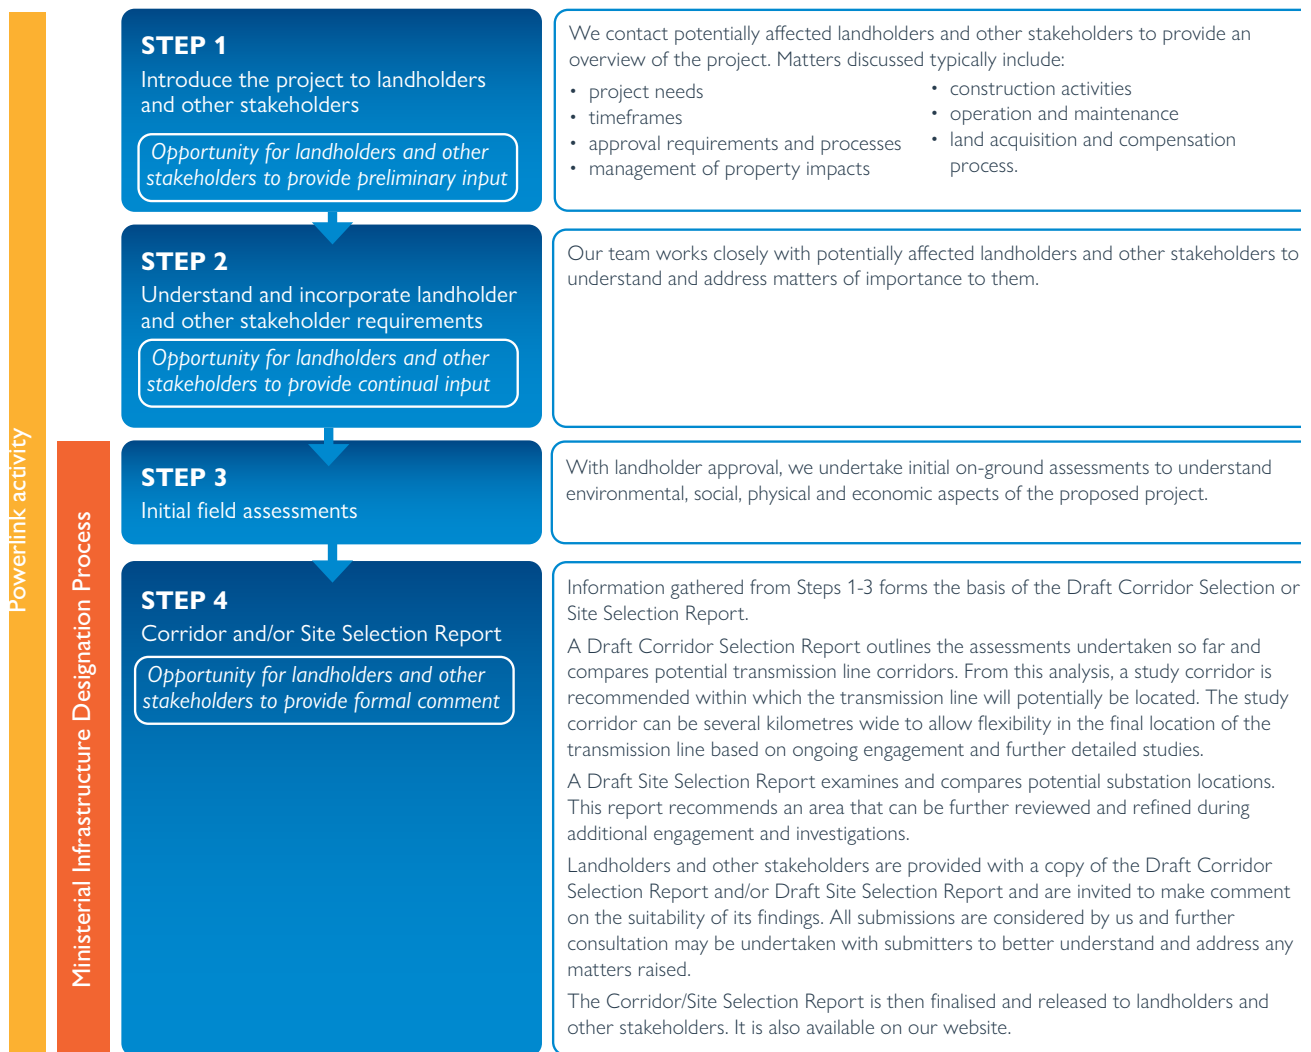 Powerlink activity
Ministerial Infrastructure Designation Process
STEP 1
Introduce the project to landholders
and other stakeholders
Opportunity for landholders and other
stakeholders to provide preliminary input
We contact potentially affected landholders and other stakeholders to provide an
overview of the project. Matters discussed typically include:
• project needs
• timeframes
• approval requirements and processes
• management of property impacts
• construction activities
• operation and maintenance
• land acquisition and compensation
process.
STEP 2
Understand and incorporate landholder
and other stakeholder requirements
Opportunity for landholders and other
stakeholders to provide continual input
Our team works closely with potentially affected landholders and other stakeholders to
understand and address matters of importance to them.
STEP 3
Initial field assessments
With landholder approval, we undertake initial on-ground assessments to understand
environmental, social, physical and economic aspects of the proposed project.
STEP 4
Corridor and/or Site Selection Report
Opportunity for landholders and other
stakeholders to provide formal comment
Information gathered from Steps 1-3 forms the basis of the Draft Corridor Selection or
Site Selection Report.
A Draft Corridor Selection Report outlines the assessments undertaken so far and
compares potential transmission line corridors. From this analysis, a study corridor is
recommended within which the transmission line will potentially be located. The study
corridor can be several kilometres wide to allow flexibility in the final location of the
transmission line based on ongoing engagement and further detailed studies.
A Draft Site Selection Report examines and compares potential substation locations.
This report recommends an area that can be further reviewed and refined during
additional engagement and investigations.
Landholders and other stakeholders are provided with a copy of the Draft Corridor
Selection Report and/or Draft Site Selection Report and are invited to make comment
on the suitability of its findings. All submissions are considered by us and further
consultation may be undertaken with submitters to better understand and address any
matters raised.
The Corridor/Site Selection Report is then finalised and released to landholders and
other stakeholders. It is also available on our website.